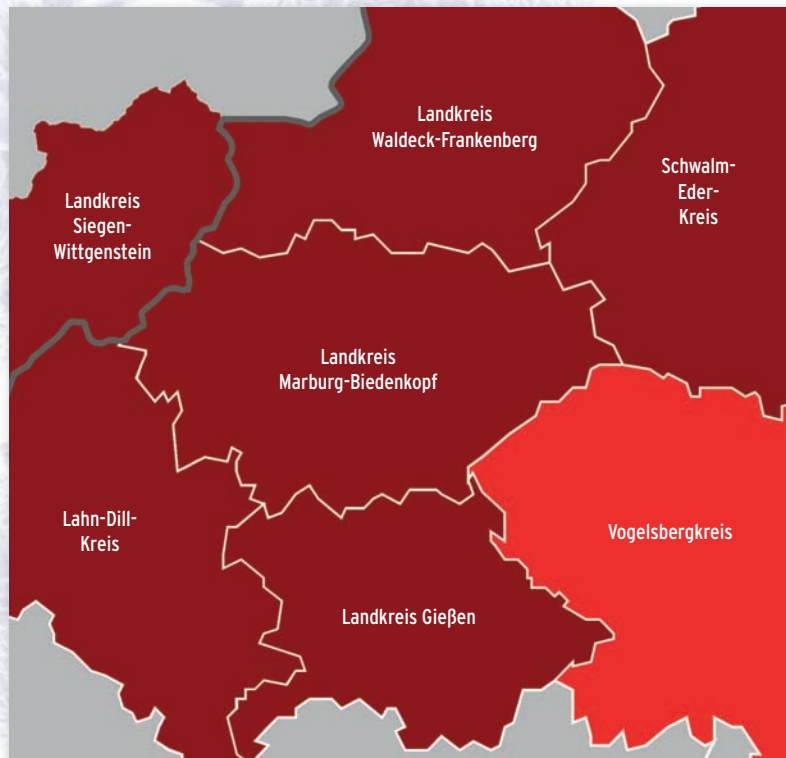 Landkreis
Waldeck-Frankenberg
Schwalm-
Eder-
Kreis
Landkreis
Siegen-
Wittgenstein
Landkreis
Marburg-Biedenkopf
Lahn-Dill-
Kreis
Vogelsbergkreis
Landkreis Gießen